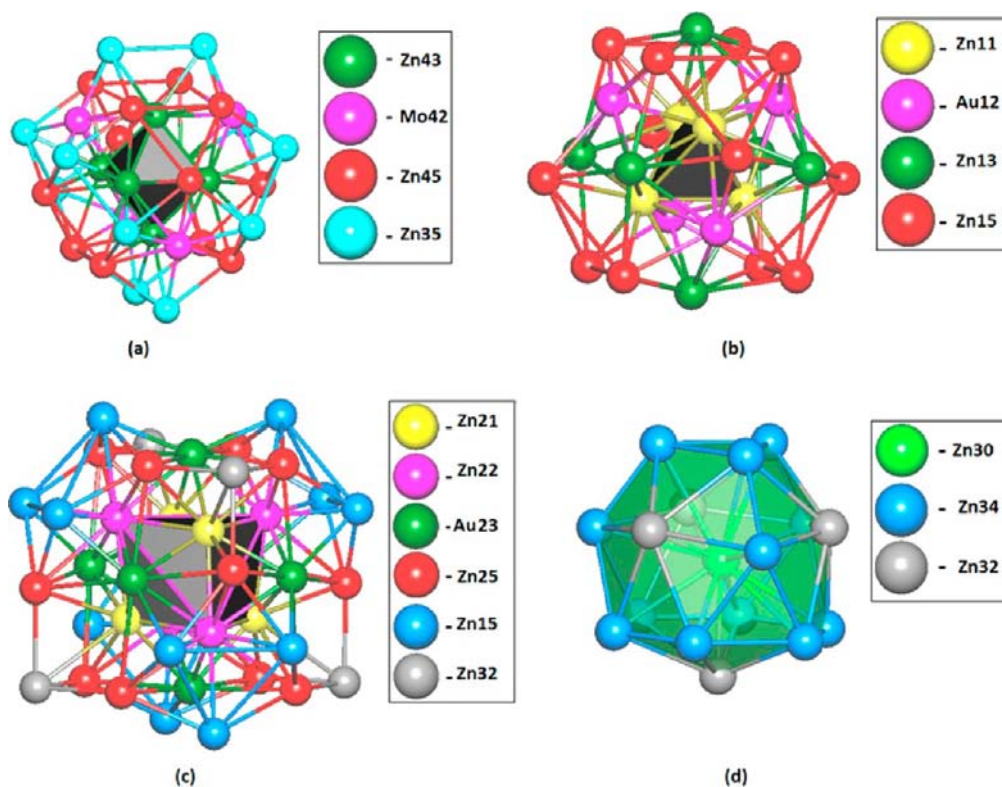 - Zn43
- Mo42
- Zn45
- Zn35
(a)
- Zn11
- Au12
- Zn13
- Zn15
(b)
- Zn21
- Zn22
-Au23
- Zn25
- Zn15
- Zn32
(c)
- Zn30
- Zn34
- Zn32
(d)